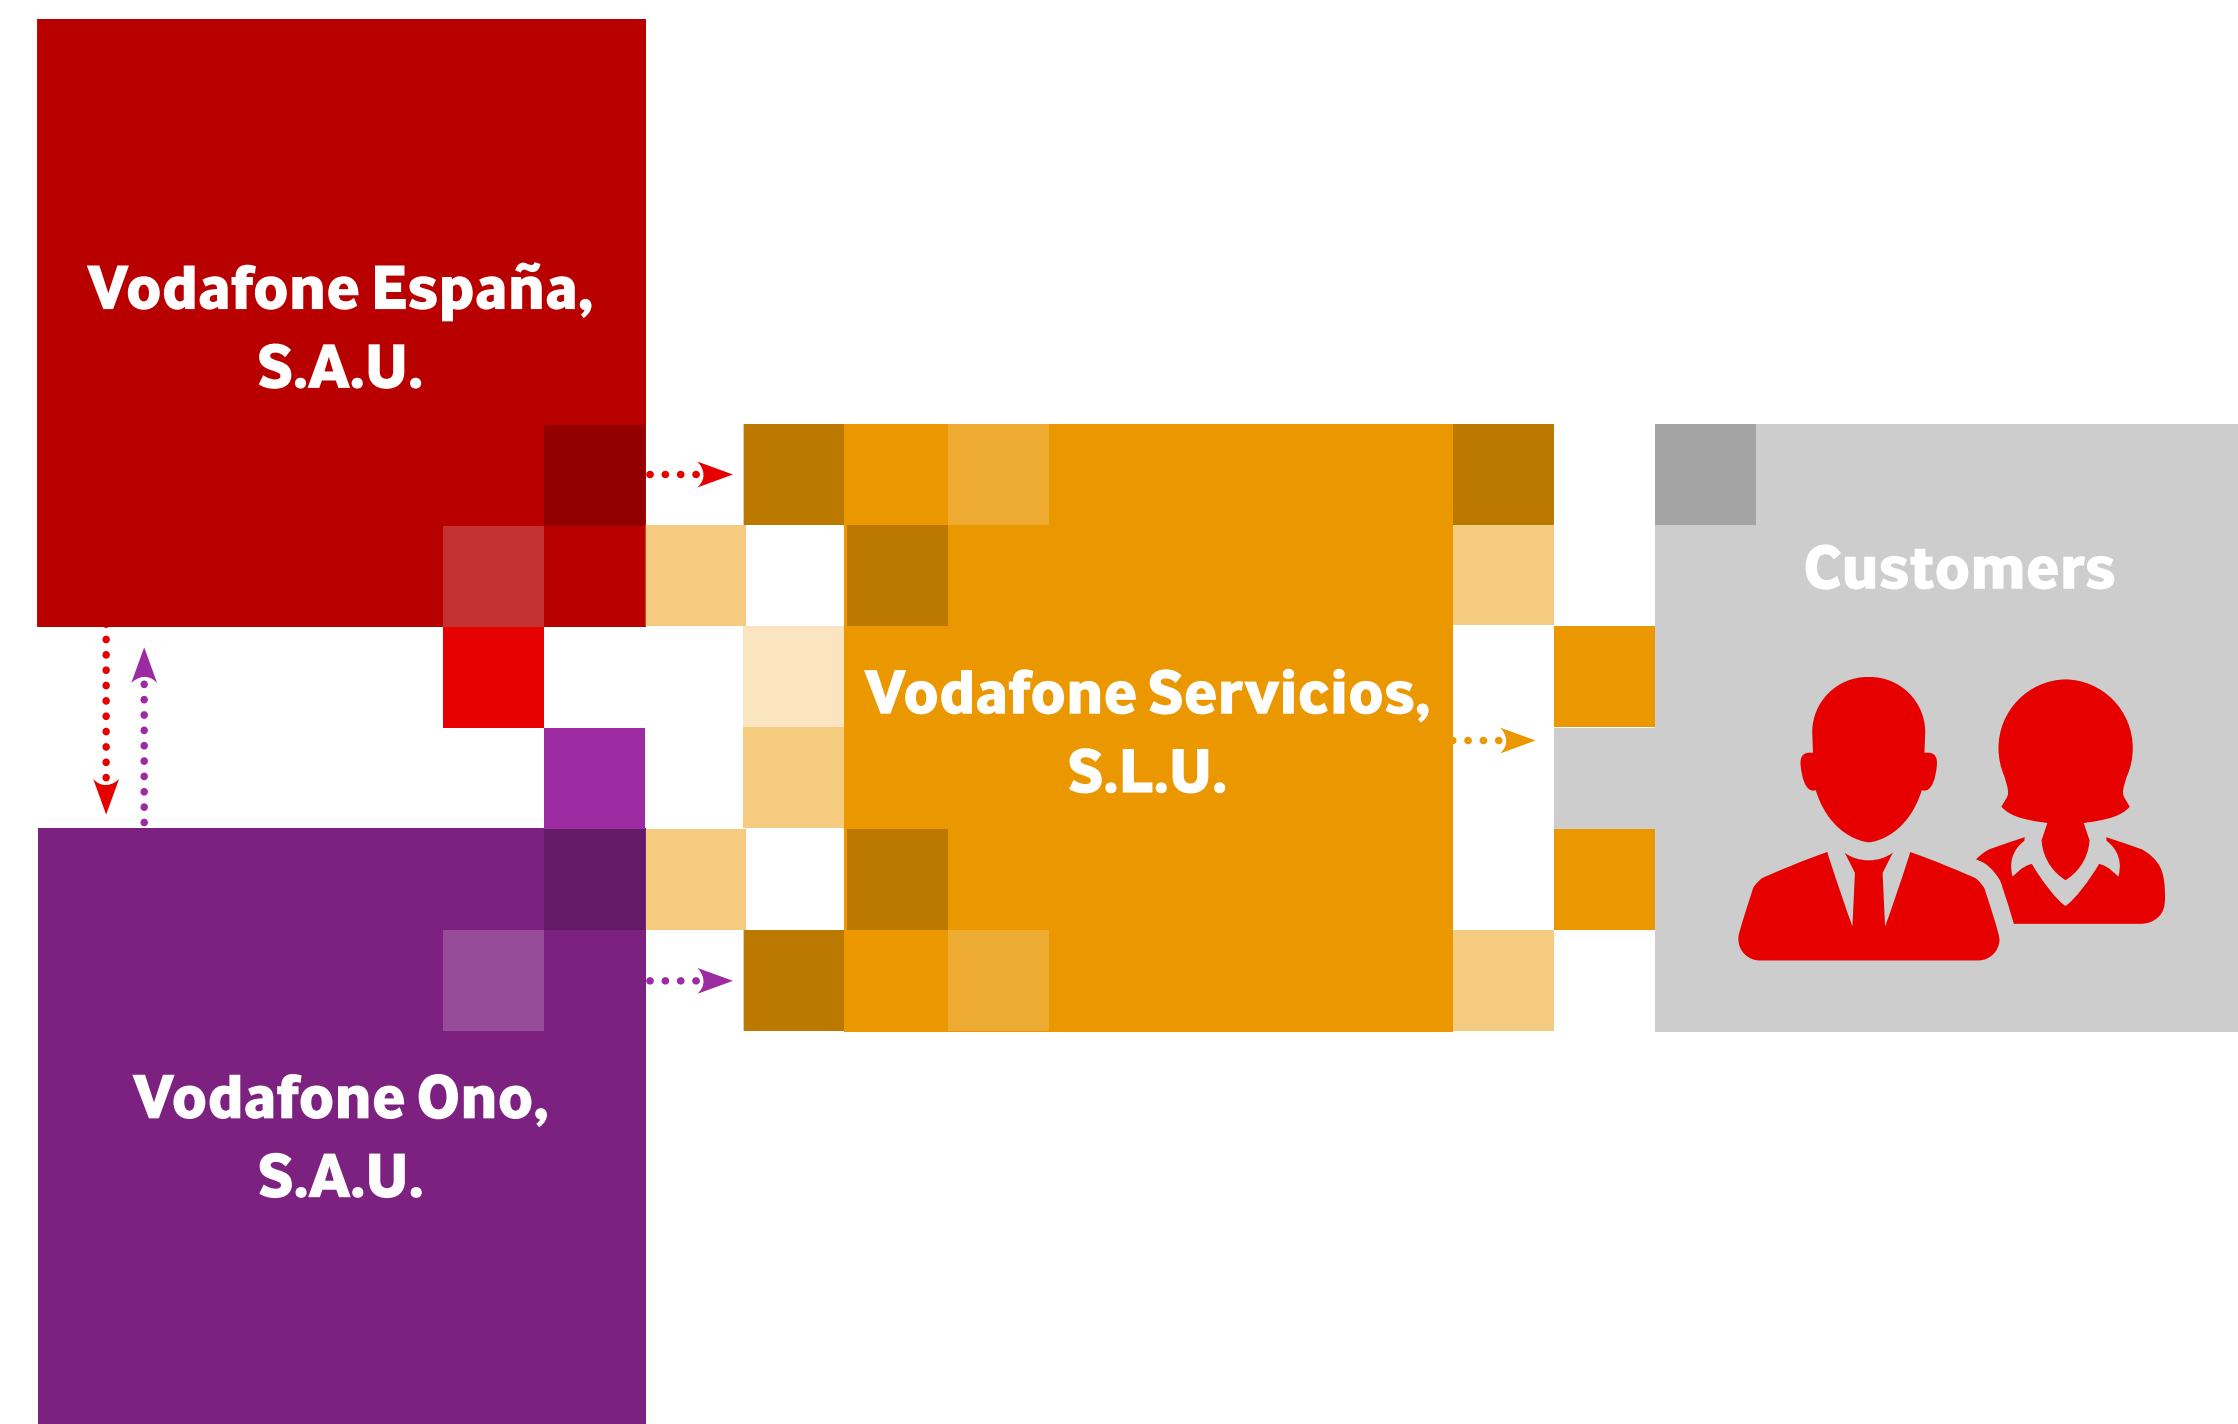 Vodafone España,
S.A.U.
Customers
Vodafone Servicios,
S.L.U.
Vodafone Ono,
S.A.U.